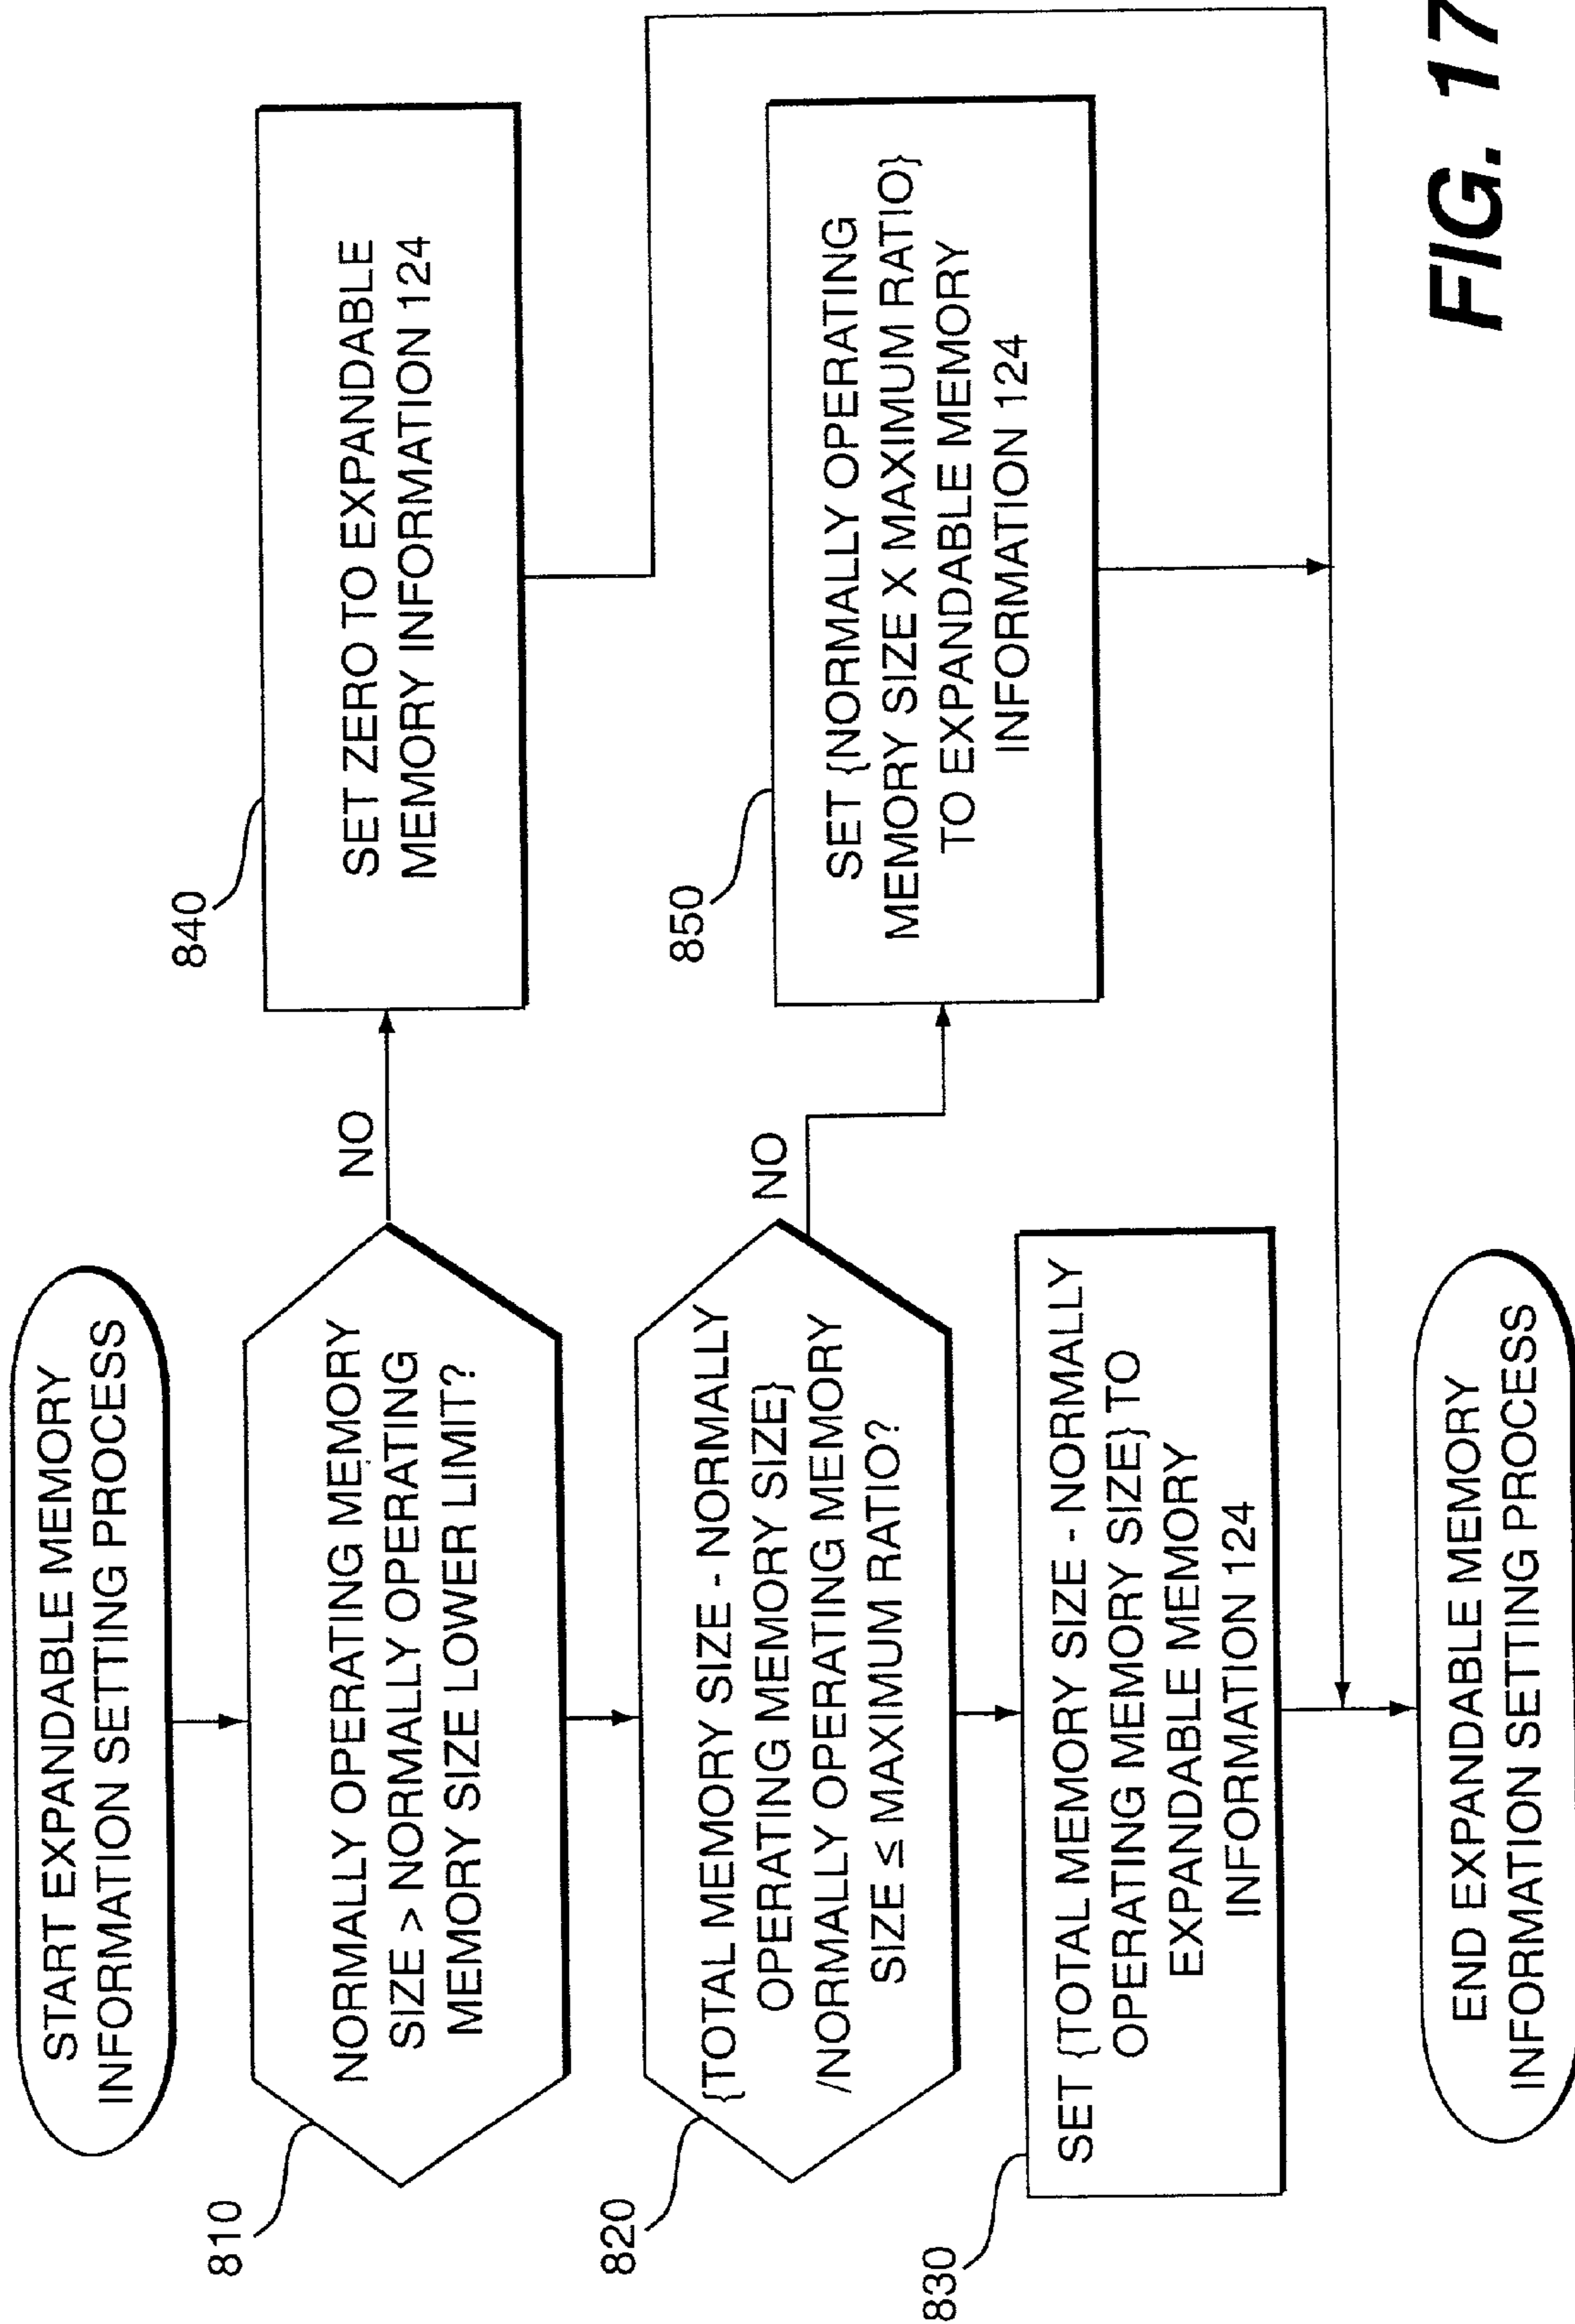 START EXPANDABLE MEMORY
INFORMATION SETTING PROCESS
810
NORMALLY OPERATING MEMORY
SIZE > NORMALLY OPERATING
MEMORY SIZE LOWER LIMIT?
NO
840
SET ZERO TO EXPANDABLE
MEMORY INFORMATION 124
820
{TOTAL MEMORY SIZE - NORMALLY
OPERATING MEMORY SIZE}
/NORMALLY OPERATING MEMORY
SIZE ≤ MAXIMUM RATIO?
NO
850
SET {NORMALLY OPERATING
MEMORY SIZE X MAXIMUM RATIO}
TO EXPANDABLE MEMORY
INFORMATION 124
830
SET {TOTAL MEMORY SIZE - NORMALLY
OPERATING MEMORY SIZE} TO
EXPANDABLE MEMORY
INFORMATION 124
END EXPANDABLE MEMORY
INFORMATION SETTING PROCESS
FIG. 17